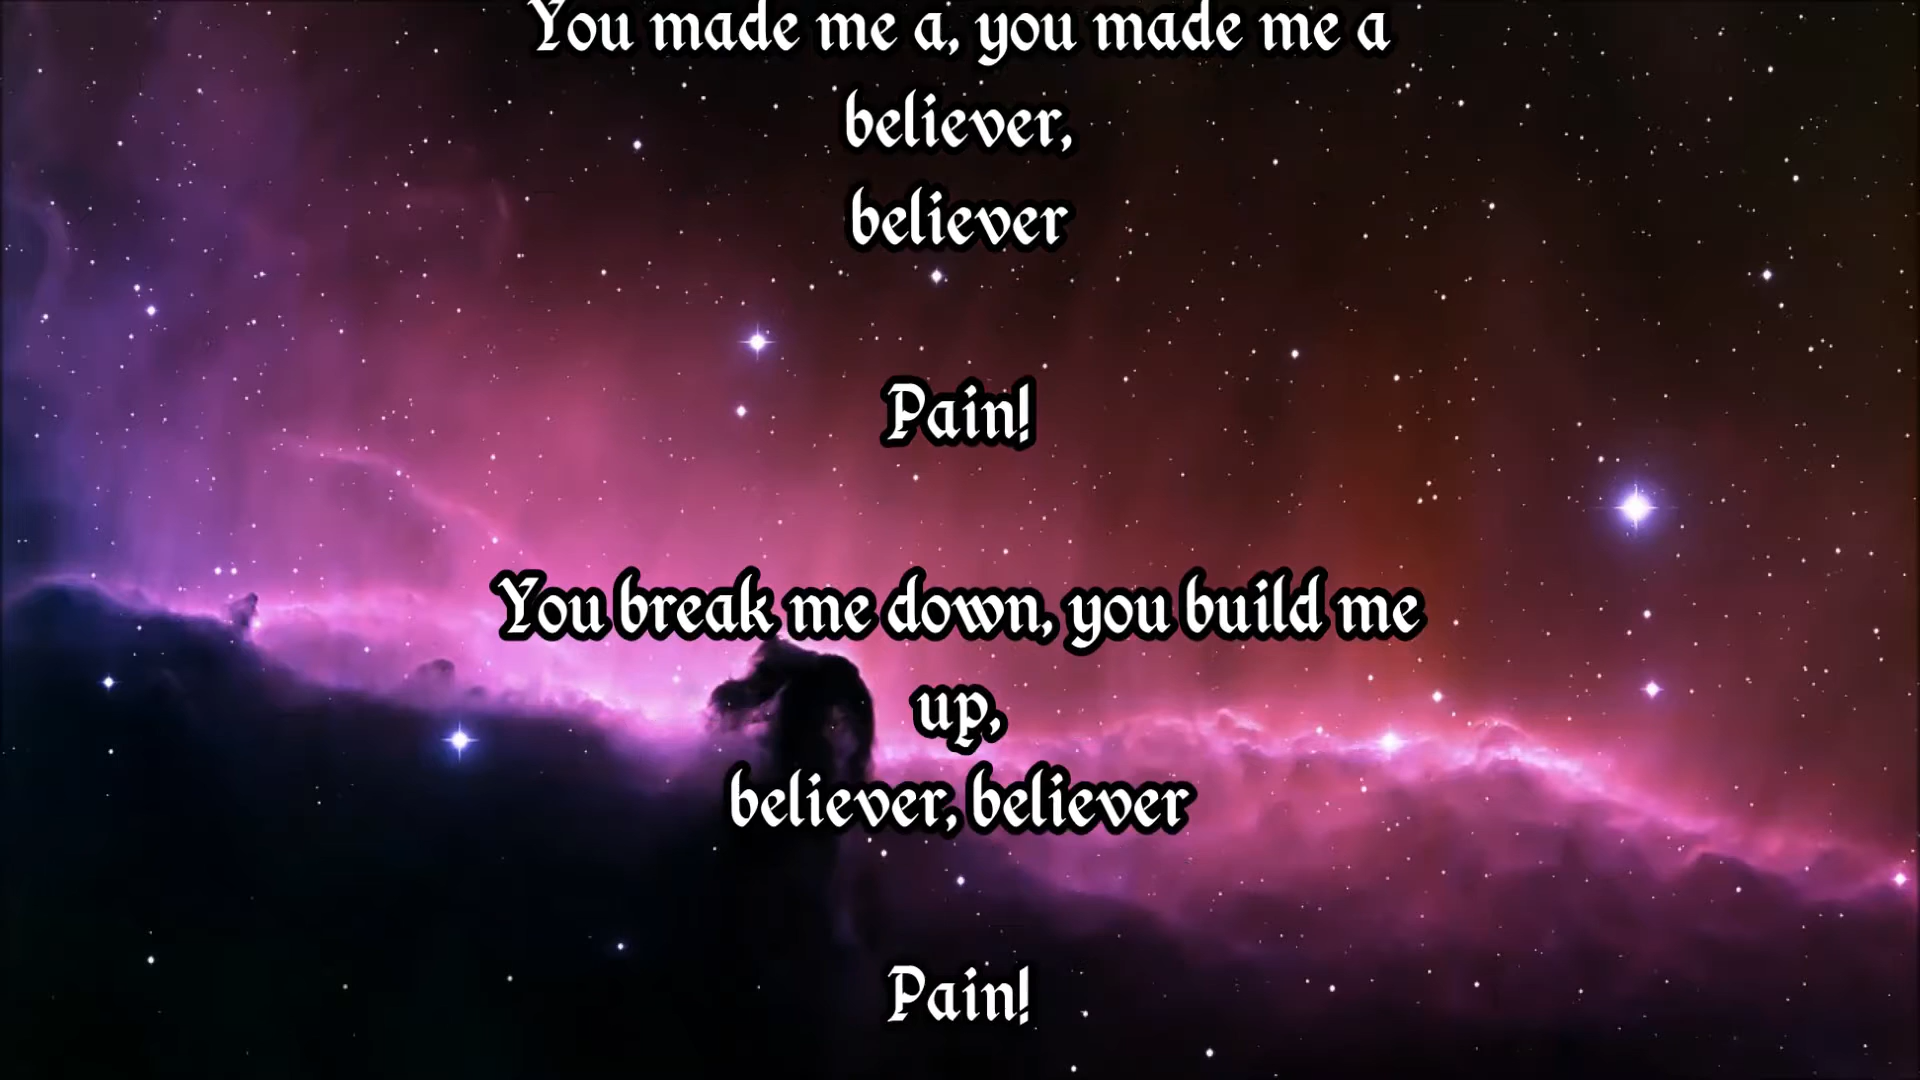 You made me a, you made me a
believer,
believer
Pain!
You break me down, you build me
up,
believer, believer
Pain!